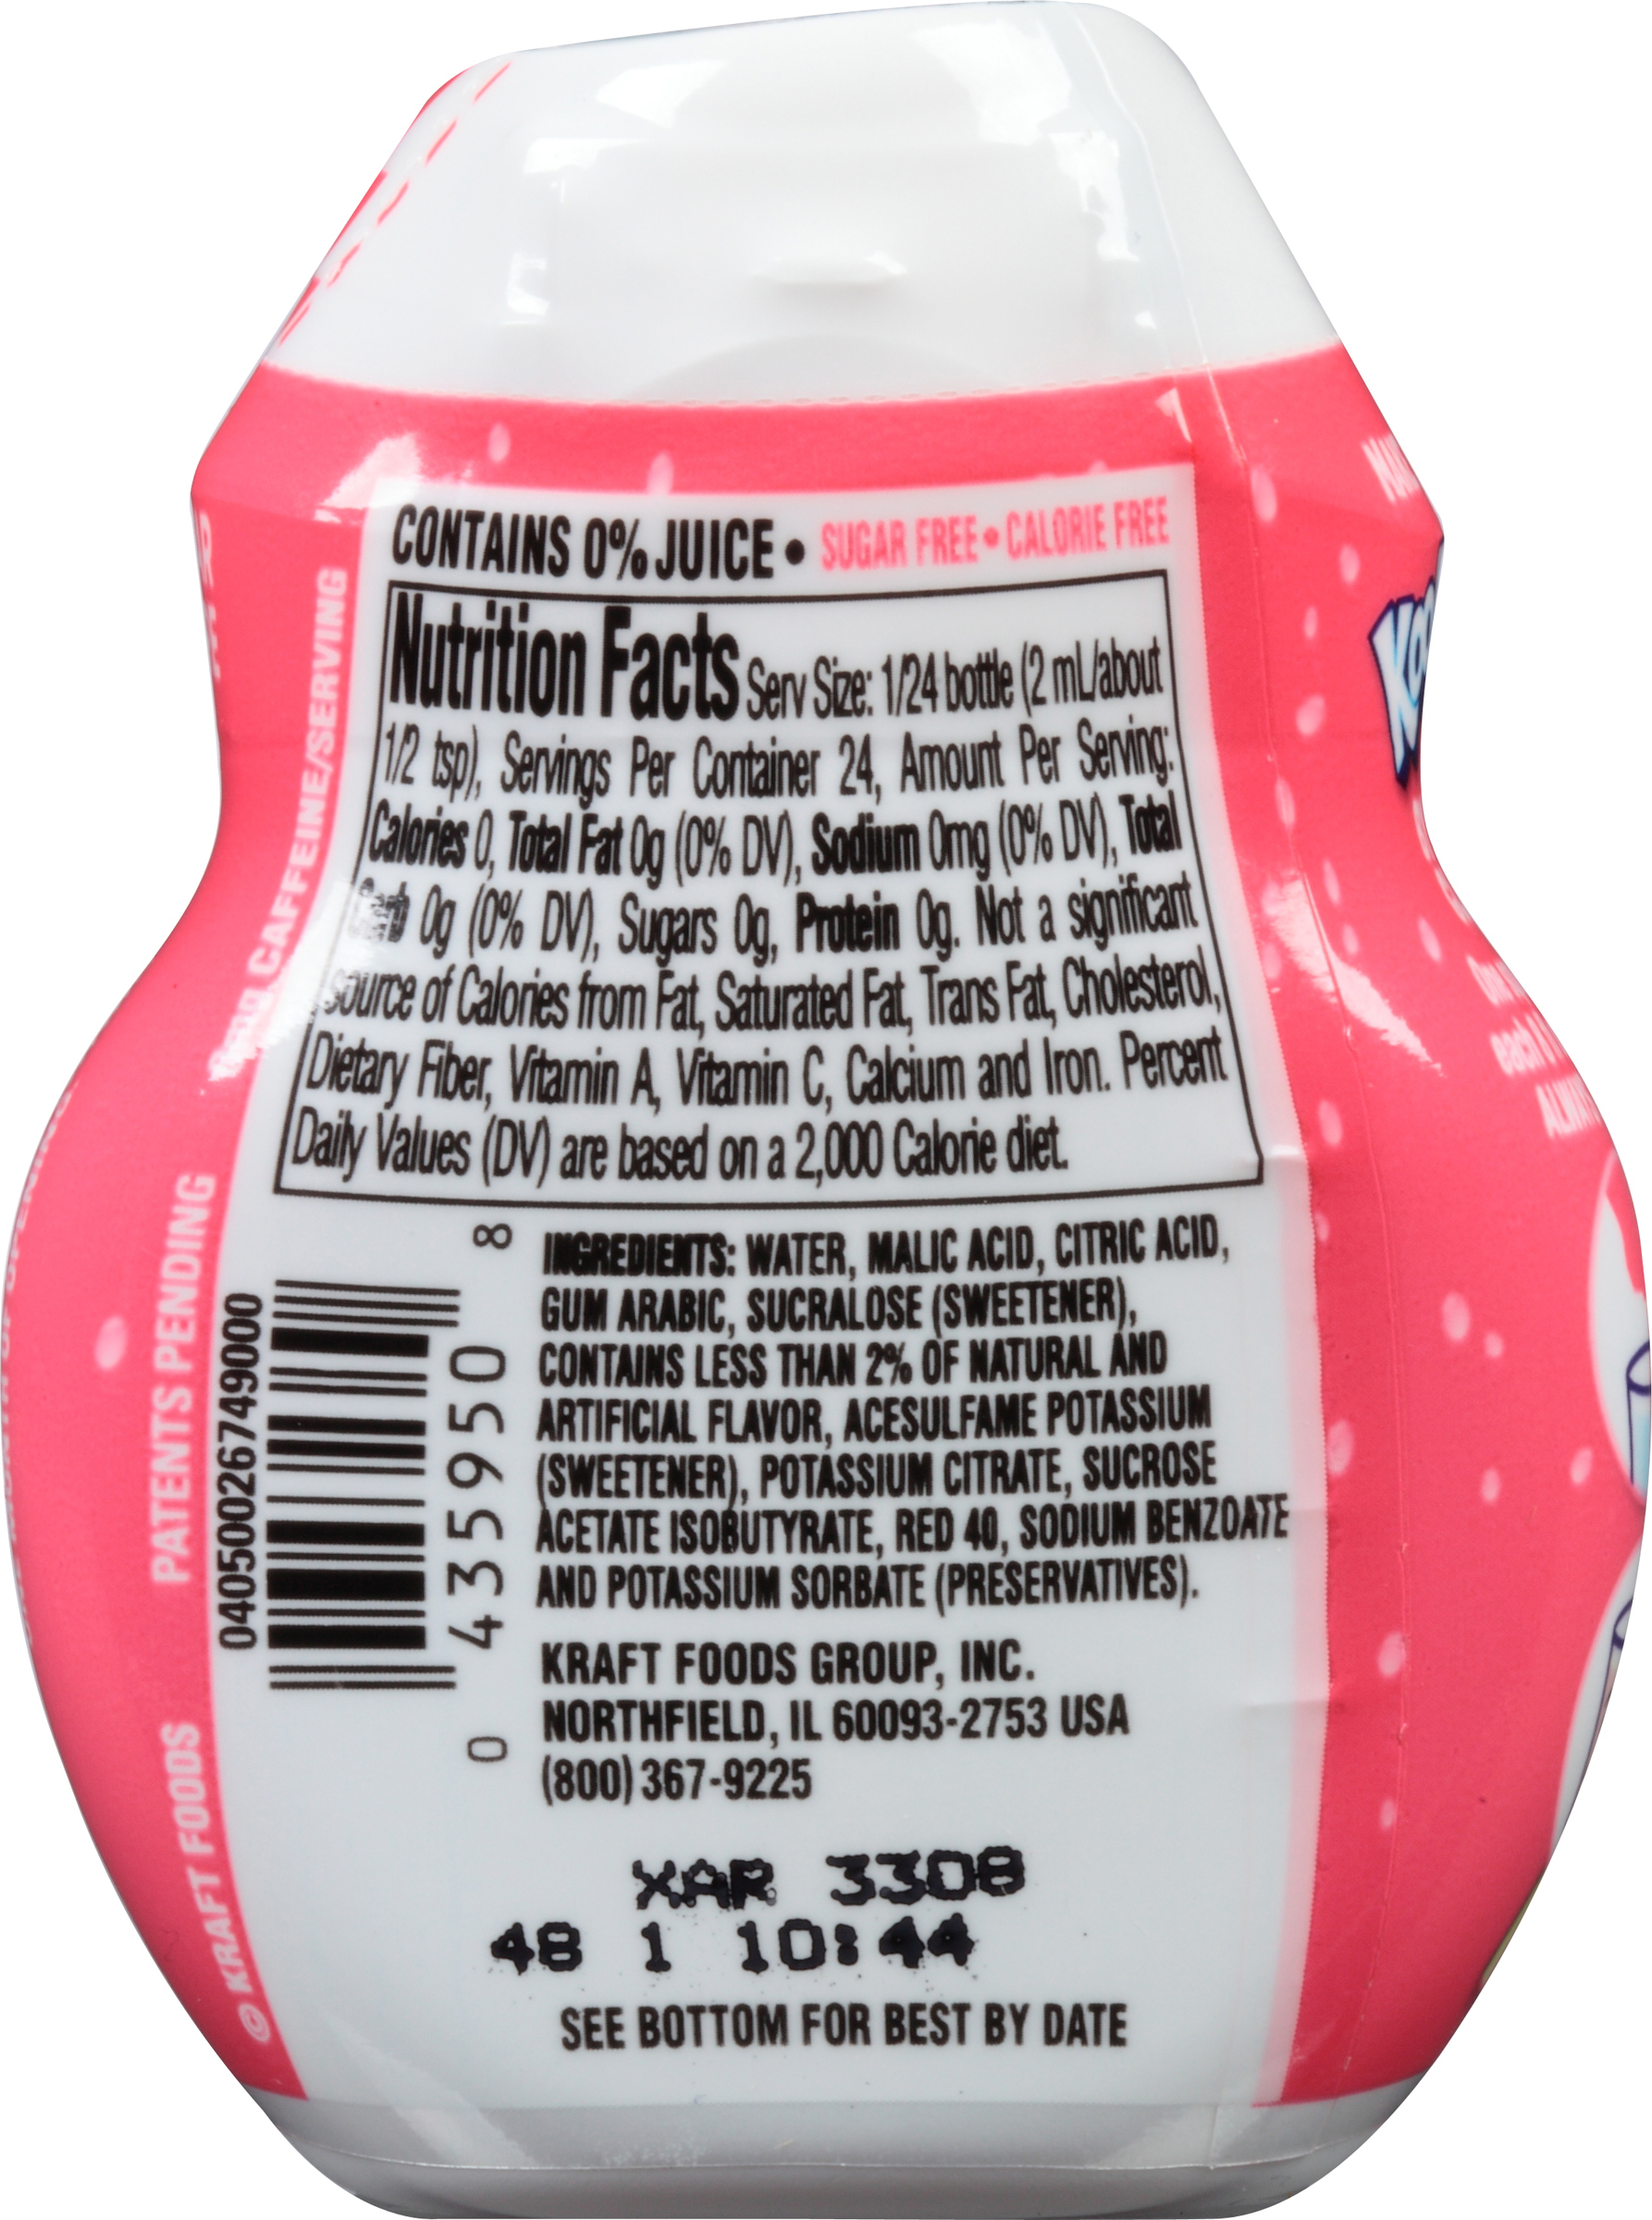 CONTAINS 0% JUICE • SUGAR FREE • CALORIE FREE
Nutrition Facts Serv Size: 1/24 bottle (2 mL/about
1/2 tsp), Servings Per Container 24, Amount Per Serving:
Calories 0, Total Fat 0g (0% DV), Sodium 0mg (0% DV), Total
Carb 0g (0% DV), Sugars 0g, Protein 0g. Not a significant
source of Calories from Fat, Saturated Fat, Trans Fat, Cholesterol,
Dietary Fiber, Vitamin A, Vitamin C, Calcium and Iron. Percent
Daily Values (DV) are based on a 2,000 Calorie diet.
INGREDIENTS: WATER, MALIC ACID, CITRIC ACID,
GUM ARABIC, SUCRALOSE (SWEETENER),
CONTAINS LESS THAN 2% OF NATURAL AND
ARTIFICIAL FLAVOR, ACESULFAME POTASSIUM
(SWEETENER), POTASSIUM CITRATE, SUCROSE
ACETATE ISOBUTYRATE, RED 40, SODIUM BENZOATE
AND POTASSIUM SORBATE (PRESERVATIVES).
KRAFT FOODS GROUP, INC.
NORTHFIELD, IL 60093-2753 USA
(800) 367-9225
XAR 3308
48 1 10:44
SEE BOTTOM FOR BEST BY DATE
0 435950 8
04050026749000
CAFFEINE/SERVING
© KRAFT FOODS PATENTS PENDING
each